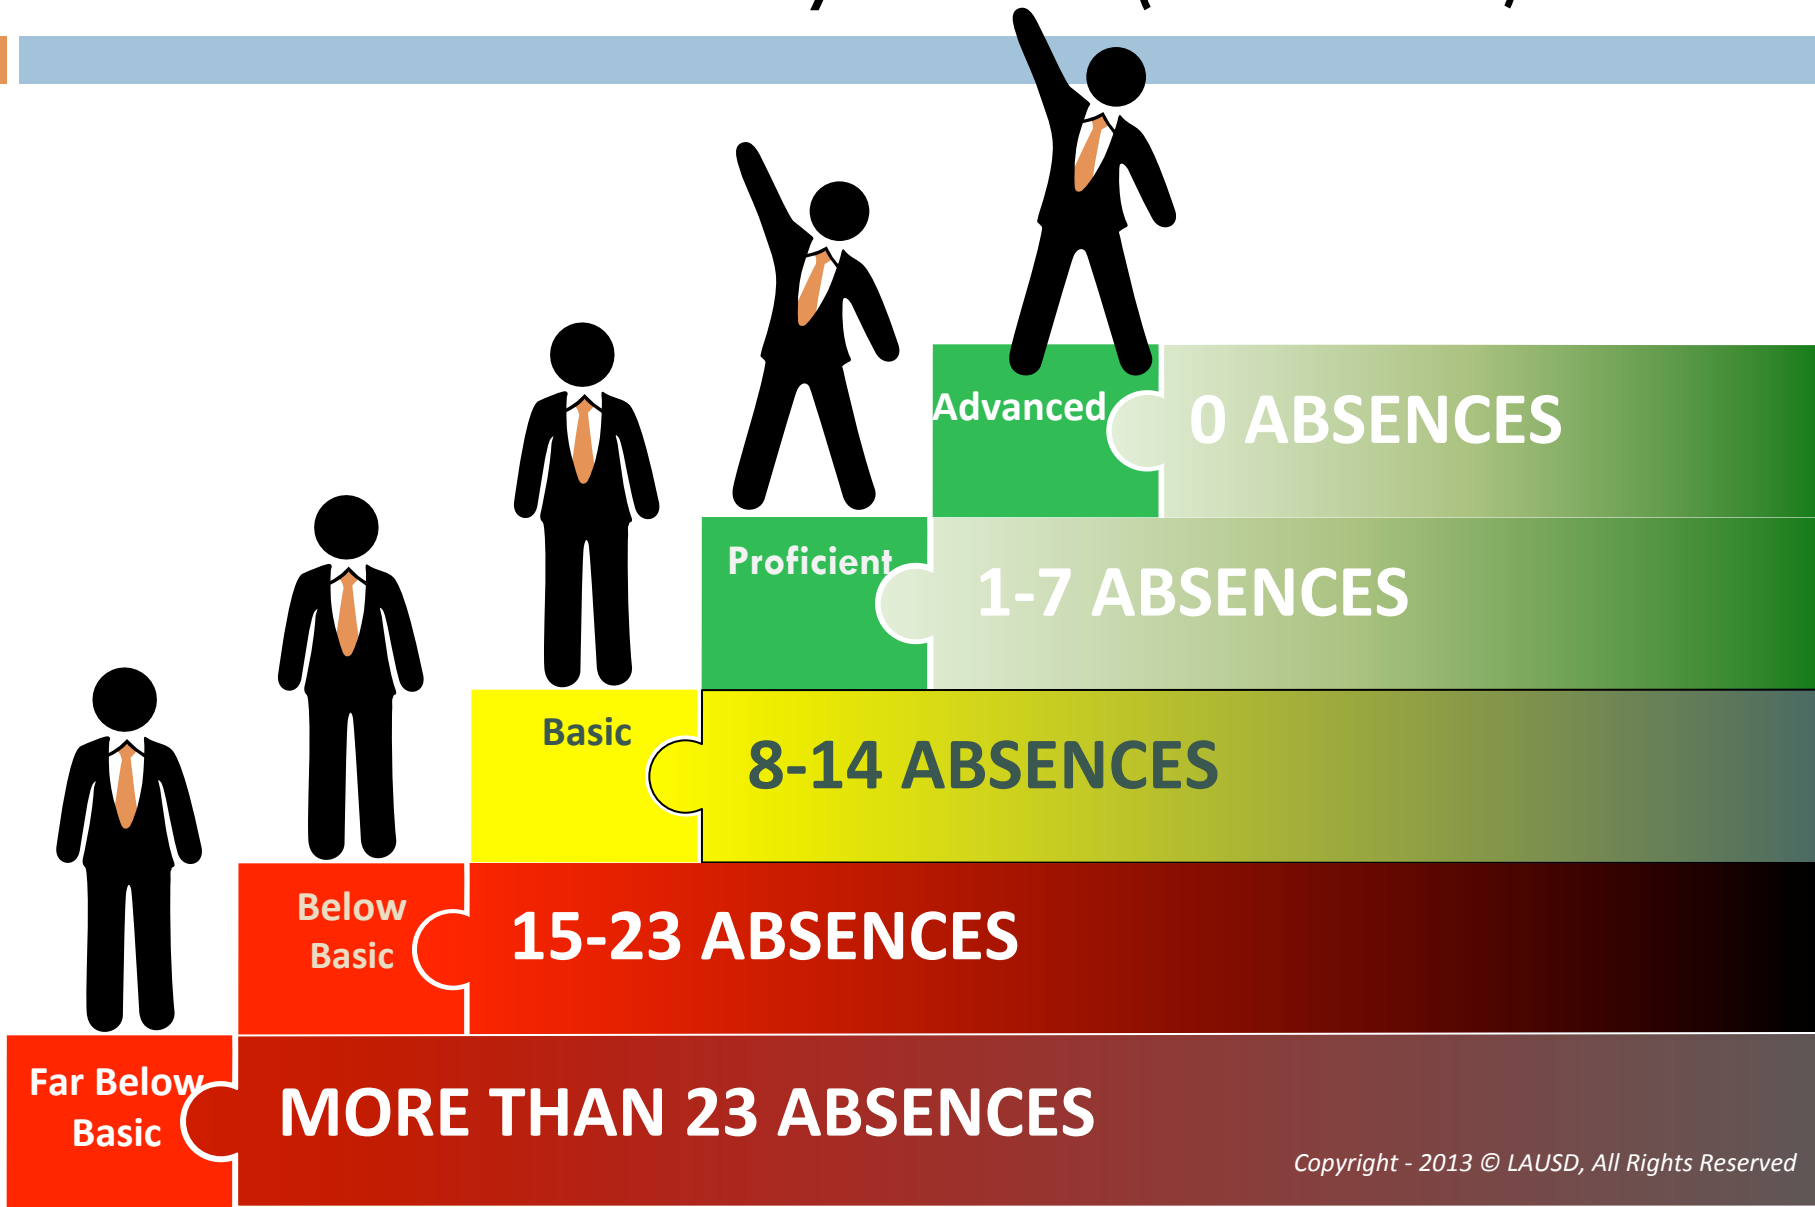 Advanced
0 ABSENCES
Proficient
1-7 ABSENCES
Basic
8-14 ABSENCES
Below
Basic
15-23 ABSENCES
Far Below
Basic
MORE THAN 23 ABSENCES
Copyright - 2013 © LAUSD, All Rights Reserved